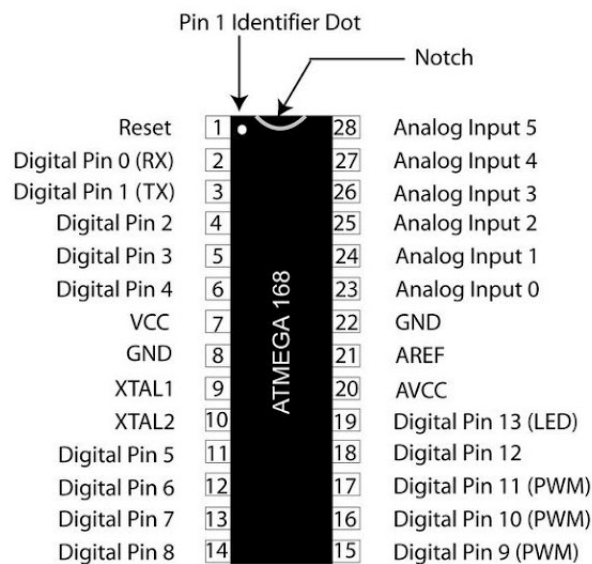 Pin 1 Identifier Dot
Notch
Reset 1 28 Analog Input 5
Digital Pin 0 (RX) 2 27 Analog Input 4
Digital Pin 1 (TX) 3 26 Analog Input 3
Digital Pin 2 4 25 Analog Input 2
Digital Pin 3 5 24 Analog Input 1
Digital Pin 4 6 23 Analog Input 0
VCC 7 22 GND
GND 8 21 AREF
XTAL1 9 20 AVCC
XTAL2 10 19 Digital Pin 13 (LED)
Digital Pin 5 11 18 Digital Pin 12
Digital Pin 6 12 17 Digital Pin 11 (PWM)
Digital Pin 7 13 16 Digital Pin 10 (PWM)
Digital Pin 8 14 15 Digital Pin 9 (PWM)
ATMEGA 168